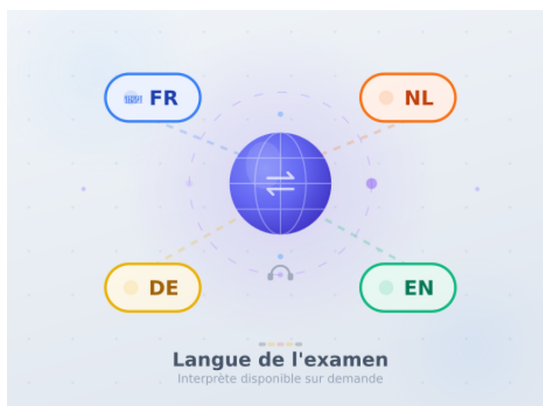 FR
NL
DE
EN
Langue de l'examen
Interprète disponible sur demande